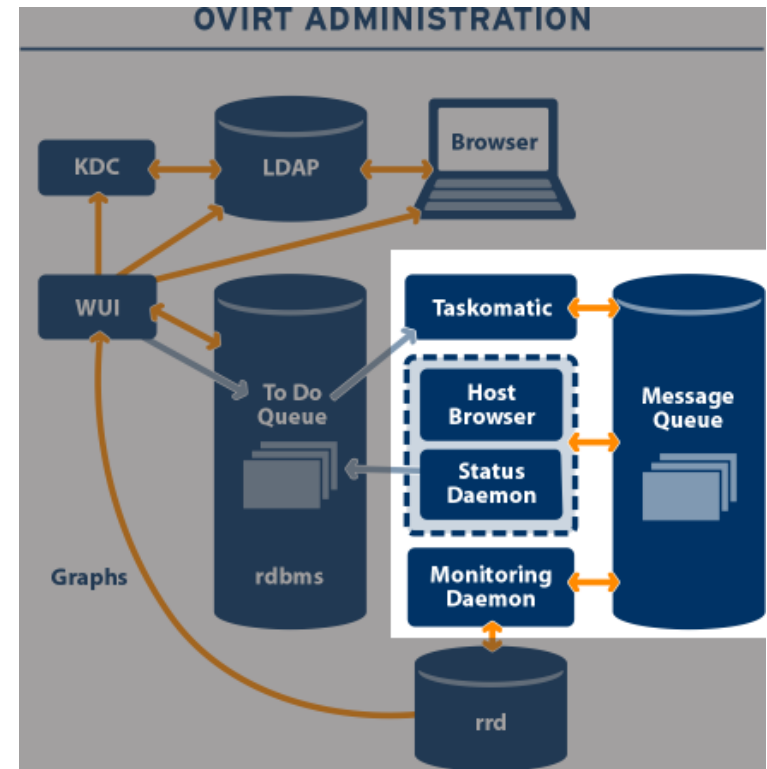 OVIRT ADMINISTRATION
KDC
LDAP
Browser
WUI
Taskomatic
To Do
Queue
Host
Browser
Message
Queue
Status
Daemon
Graphs
rdbms
Monitoring
Daemon
rrd